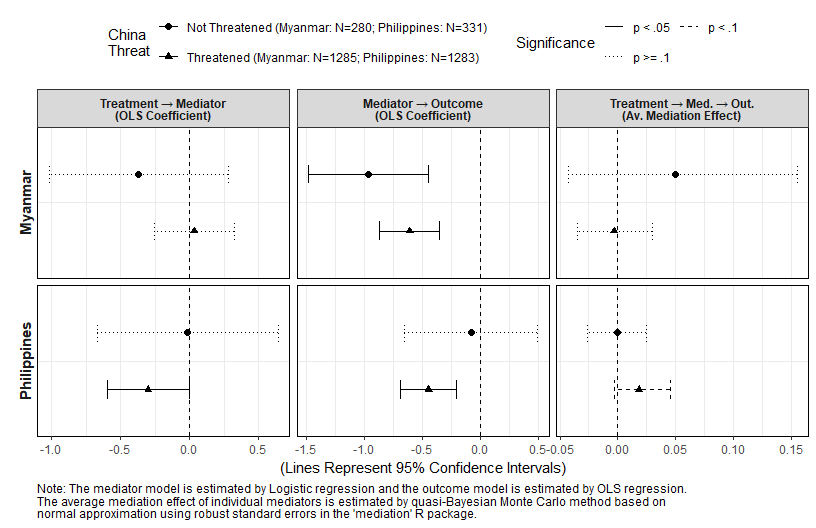 China
Threat
Not Threatened (Myanmar: N=280; Philippines: N=331)
Threatened (Myanmar: N=1285; Philippines: N=1283)
Significance
p < .05
p < .1
p >= .1
Treatment → Mediator
(OLS Coefficient)
Mediator → Outcome
(OLS Coefficient)
Treatment → Med. → Out.
(Av. Mediation Effect)
Myanmar
Philippines
-1.0 -0.5 0.0 0.5
-1.5 -1.0 -0.5 0.0 0.5
-0.05 0.00 0.05 0.10 0.15
(Lines Represent 95% Confidence Intervals)
Note: The mediator model is estimated by Logistic regression and the outcome model is estimated by OLS regression.
The average mediation effect of individual mediators is estimated by quasi-Bayesian Monte Carlo method based on
normal approximation using robust standard errors in the 'mediation' R package.